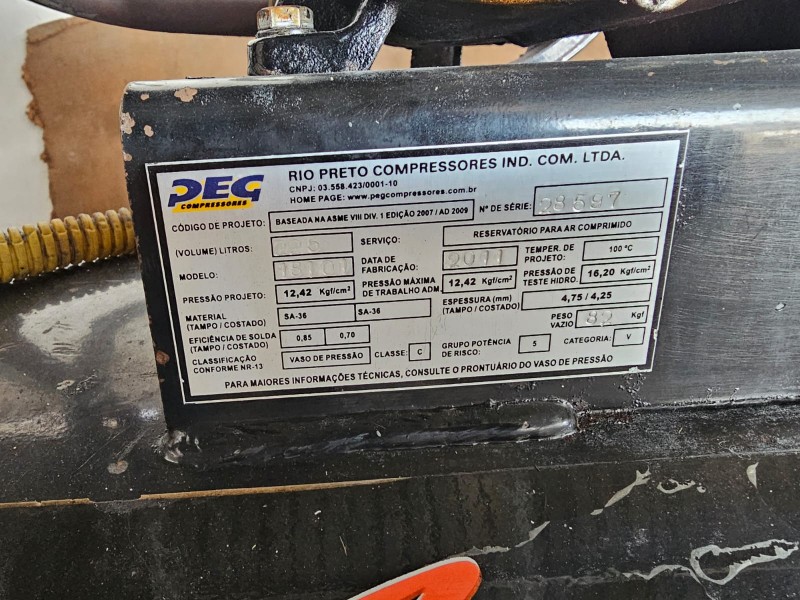 PEG
COMPRESSORES
RIO PRETO COMPRESSORES IND. COM. LTDA.
CNPJ: 03.558.423/0001-10
HOME PAGE: www.pegcompressores.com.br
CÓDIGO DE PROJETO: BASEADA NA ASME VIII DIV. 1 EDIÇÃO 2007 / AD 2009 N° DE SÉRIE: 28597
(VOLUME) LITROS: SERVIÇO: RESERVATÓRIO PARA AR COMPRIMIDO
MODELO: DATA DE FABRICAÇÃO: 2011 TEMPER. DE PROJETO: 100 °C
PRESSÃO PROJETO: 12,42 Kgf/cm² PRESSÃO MÁXIMA DE TRABALHO ADM. 12,42 Kgf/cm² PRESSÃO DE TESTE HIDRO. 16,20 Kgf/cm²
MATERIAL (TAMPO / COSTADO) SA-36 SA-36 ESPESSURA (mm) (TAMPO / COSTADO) 4,75 / 4,25
EFICIÊNCIA DE SOLDA (TAMPO / COSTADO) 0,85 0,70 PESO VAZIO 82 Kgf
CLASSIFICAÇÃO CONFORME NR-13 VASO DE PRESSÃO CLASSE: C GRUPO POTÊNCIA DE RISCO: 5 CATEGORIA: V
PARA MAIORES INFORMAÇÕES TÉCNICAS, CONSULTE O PRONTUÁRIO DO VASO DE PRESSÃO